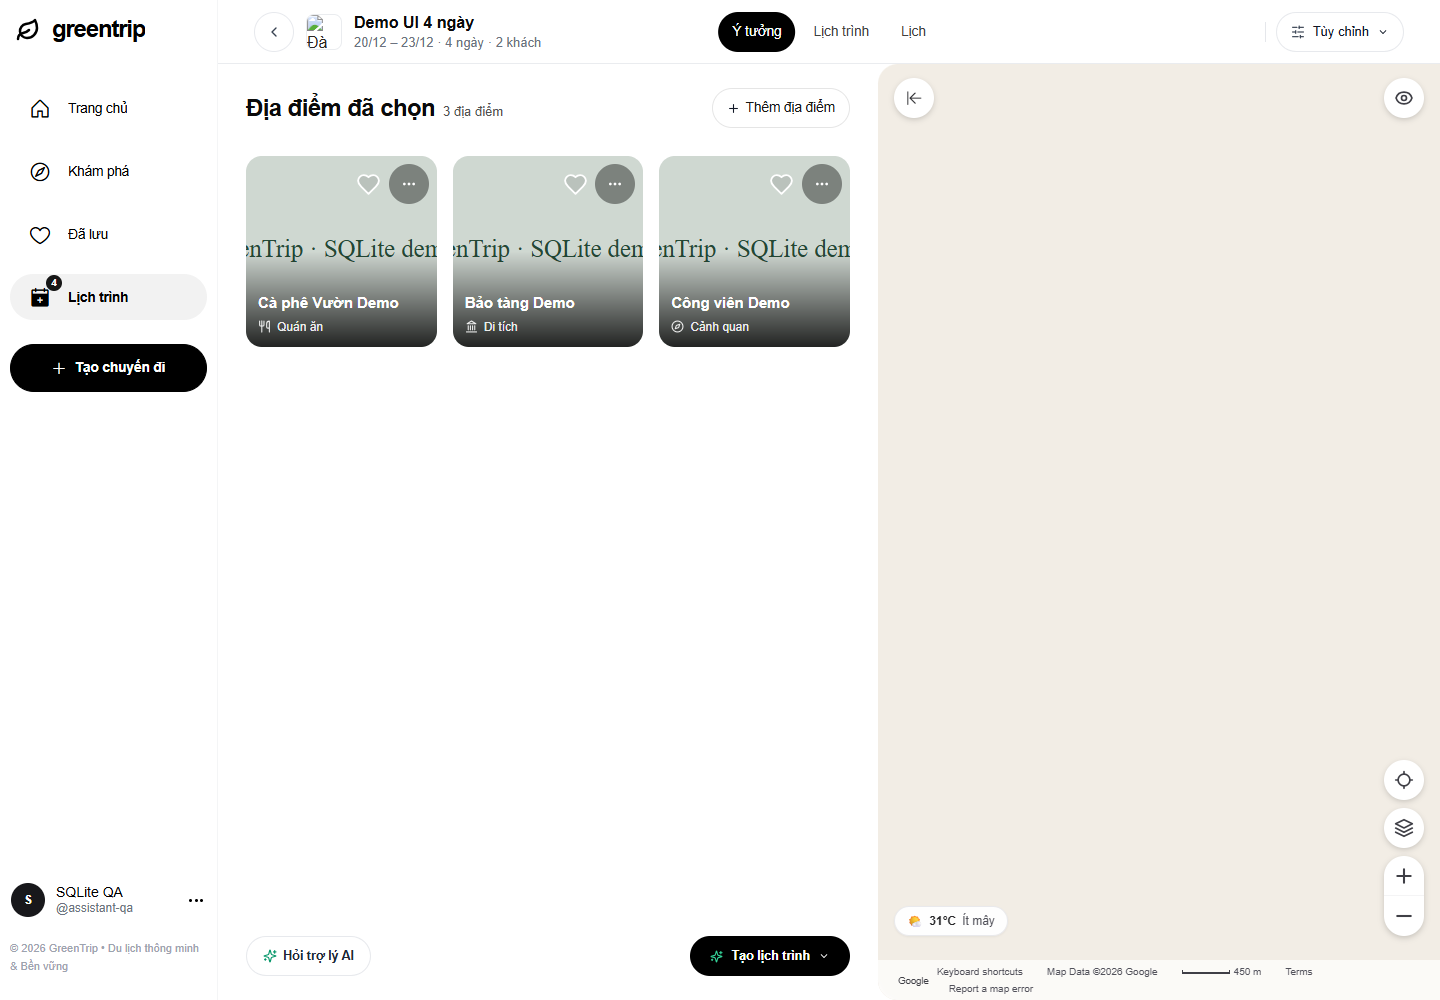 greentrip
Trang chủ
Khám phá
Đã lưu
4
Lịch trình
Tạo chuyến đi
S
SQLite QA
@assistant-qa
© 2026 GreenTrip • Du lịch thông minh
& Bền vững
Đà
Demo UI 4 ngày
20/12 – 23/12 · 4 ngày · 2 khách
Ý tưởng
Lịch trình
Lịch
Tùy chỉnh
Địa điểm đã chọn 3 địa điểm
Thêm địa điểm
enTrip · SQLite dem
Cà phê Vườn Demo
Quán ăn
enTrip · SQLite dem
Bảo tàng Demo
Di tích
enTrip · SQLite dem
Công viên Demo
Cảnh quan
Hỏi trợ lý AI
Tạo lịch trình
31°C Ít mây
Google
Keyboard shortcuts
Map Data ©2026 Google
450 m
Terms
Report a map error